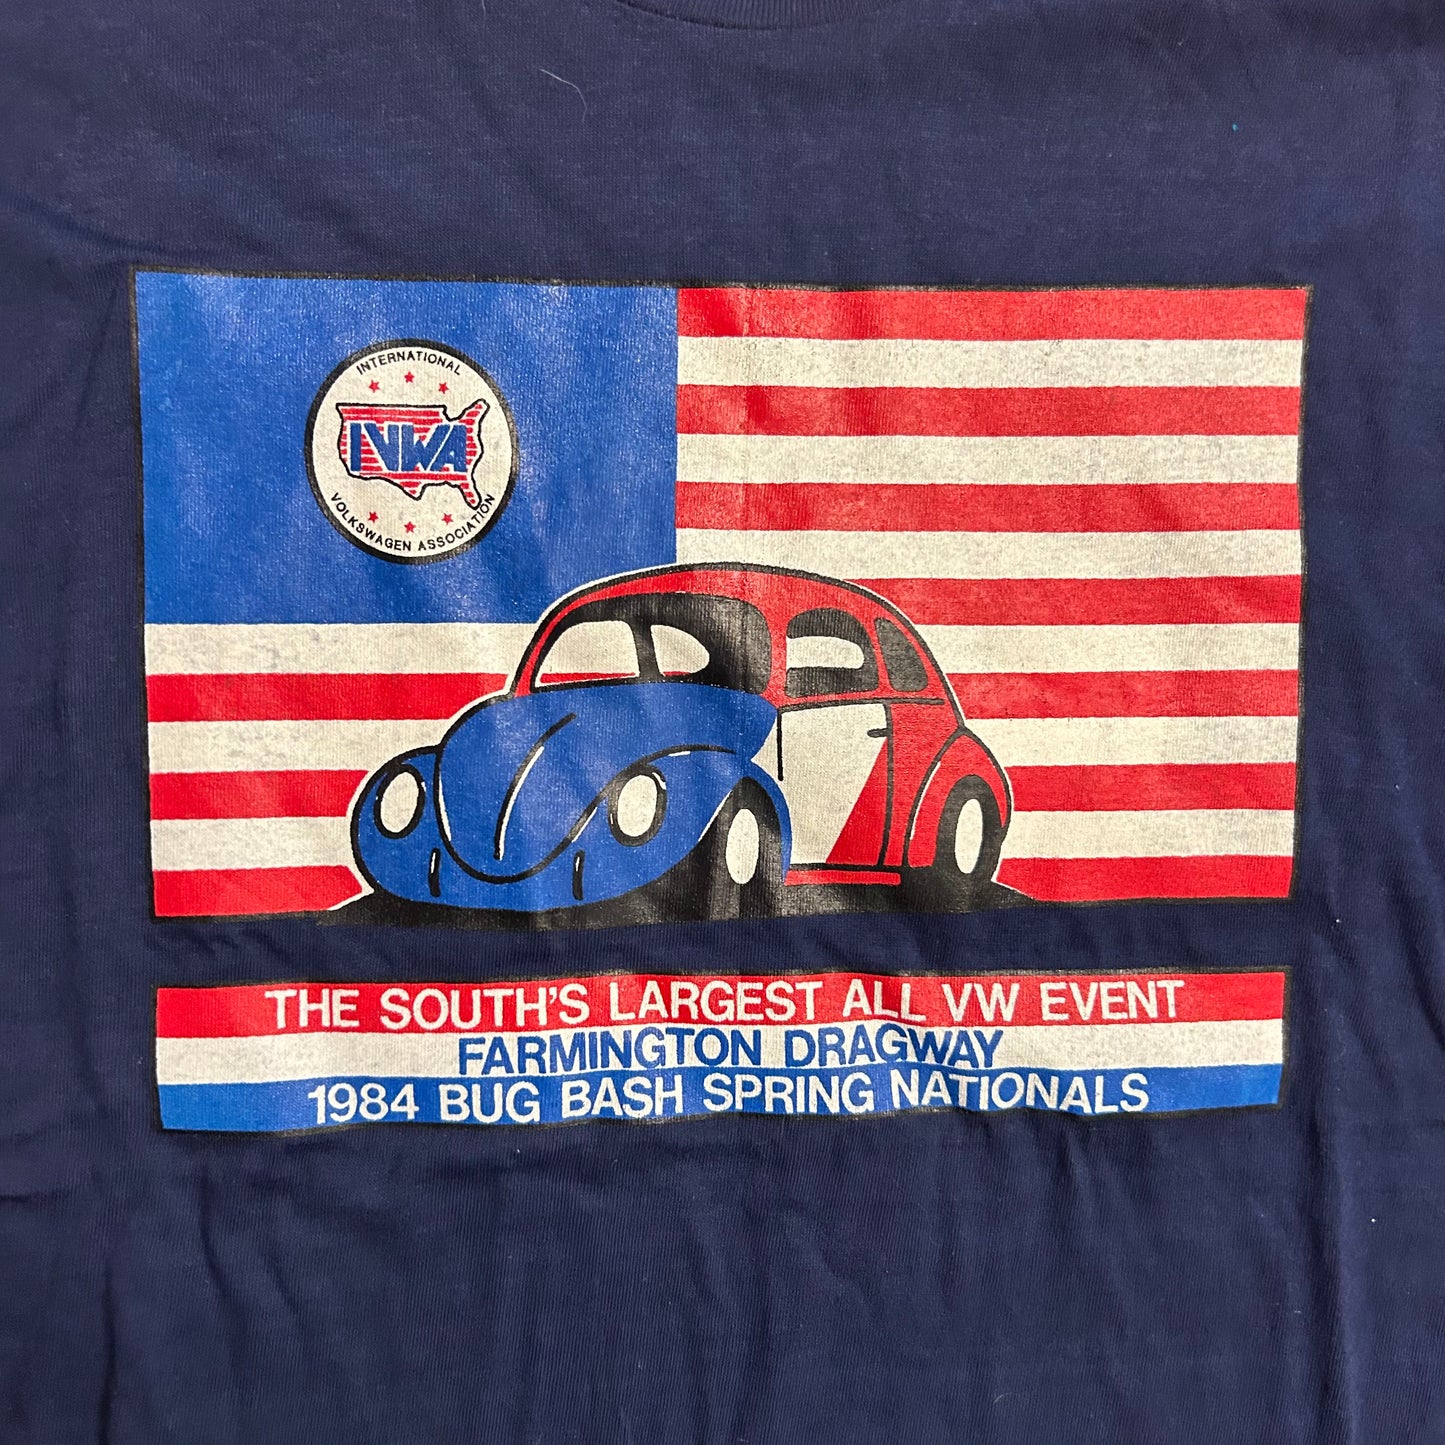 INTERNATIONAL
IVWA
VOLKSWAGEN ASSOCIATION
THE SOUTH'S LARGEST ALL VW EVENT
FARMINGTON DRAGWAY
1984 BUG BASH SPRING NATIONALS